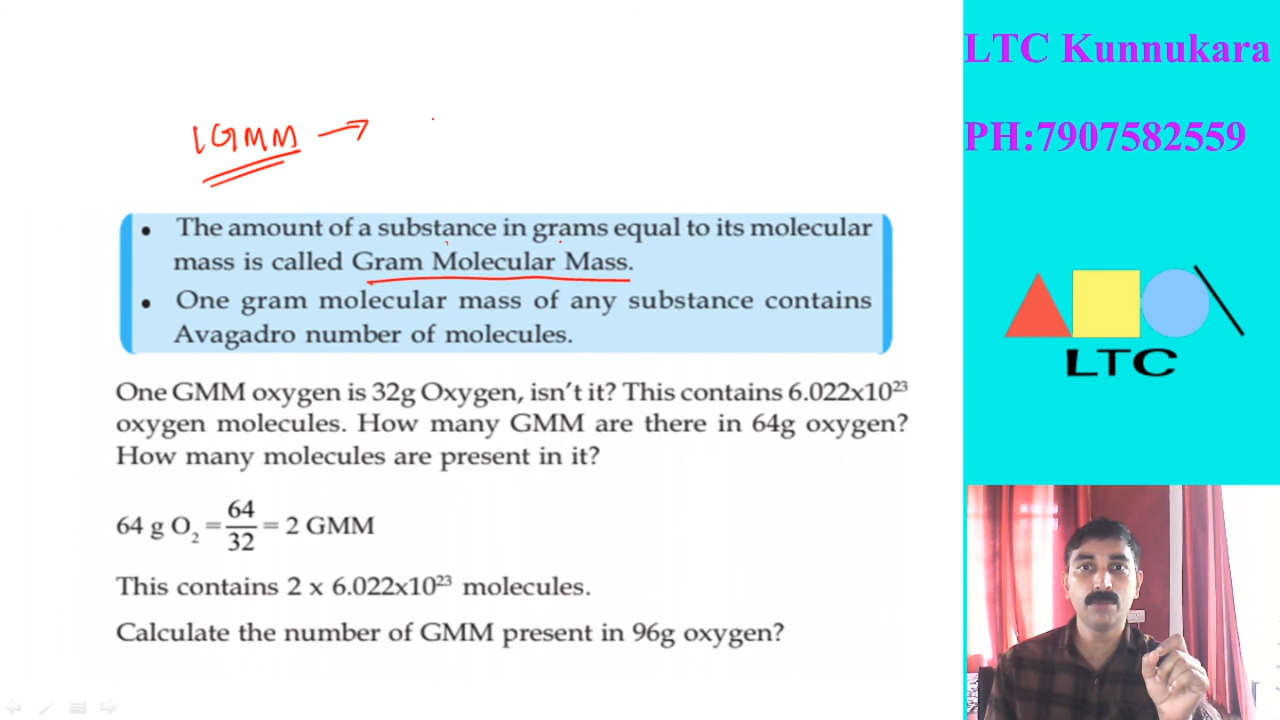 LTC Kunnukara
PH:7907582559
1GMM →
• The amount of a substance in grams equal to its molecular
mass is called Gram Molecular Mass.
• One gram molecular mass of any substance contains
Avagadro number of molecules.
LTC
One GMM oxygen is 32g Oxygen, isn't it? This contains 6.022x10²³
oxygen molecules. How many GMM are there in 64g oxygen?
How many molecules are present in it?
64 g O₂ = 64/32 = 2 GMM
This contains 2 x 6.022x10²³ molecules.
Calculate the number of GMM present in 96g oxygen?